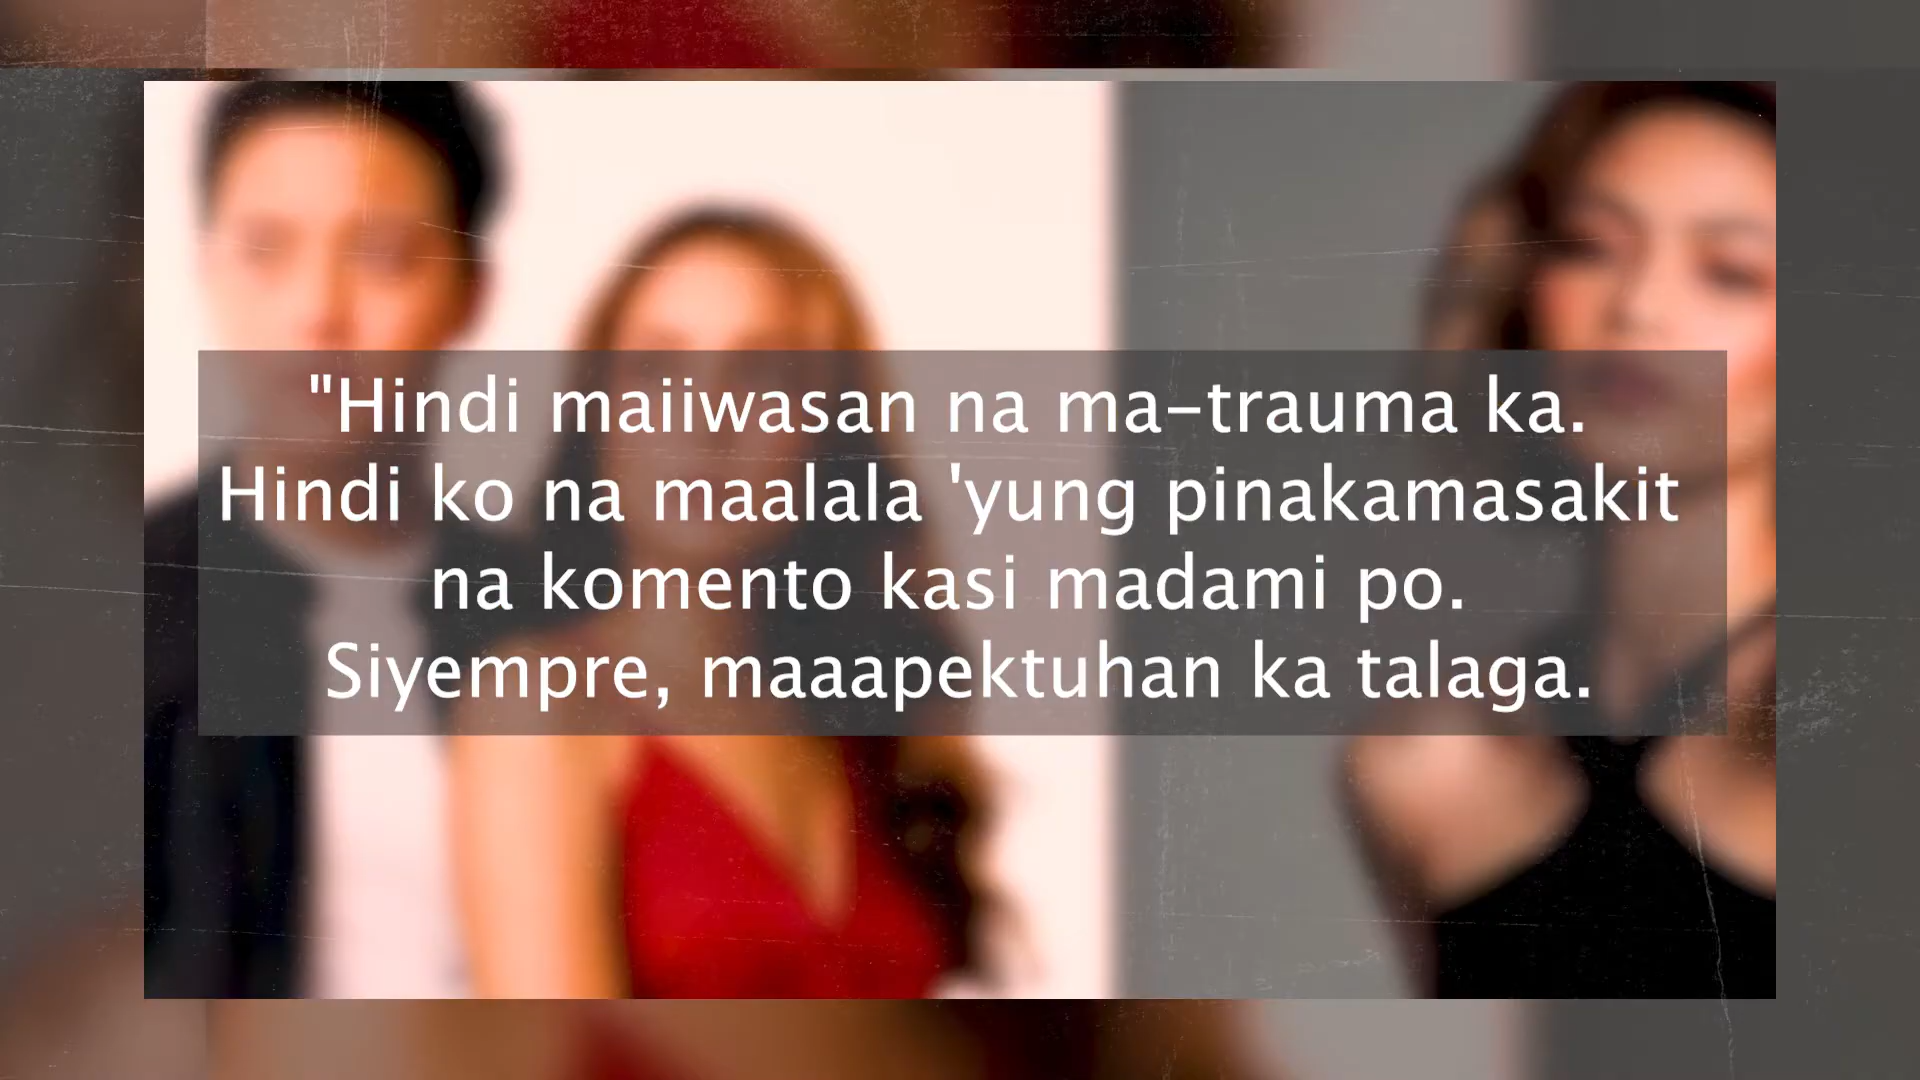 "Hindi maiiwasan na ma-trauma ka.
Hindi ko na maalala 'yung pinakamasakit
na komento kasi madami po.
Siyempre, maaapektuhan ka talaga.